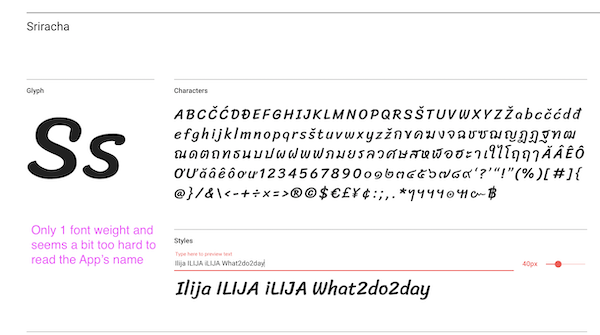 Sriracha
Glyph
Characters
Ss
ABCČĆDĐEFGHIJKLMNOPQRSŠTUVWXYZŽabcčćdđ
efghijklmnopqrsštuvwxyzžกขคฆงจฉชซฌญฎฏฐฑฒ
ณดตถทธนบปผฝพฟภมยรลวศษสหฬอฮะาเแโใไฤฦๅĂÂÊÔ
ƠƯăâêôơư1234567890๐๑๒๓๔๕๖๗๘๙‘?’“!”(%)[#]{
@}/&\<-+÷×=>®©$€£¥¢:;,.*
Only 1 font weight and
seems a bit too hard to
read the App's name
Styles
Type here to preview text
Ilija ILIJA iLIJA What2do2day
40px
Ilija ILIJA iLIJA What2do2day